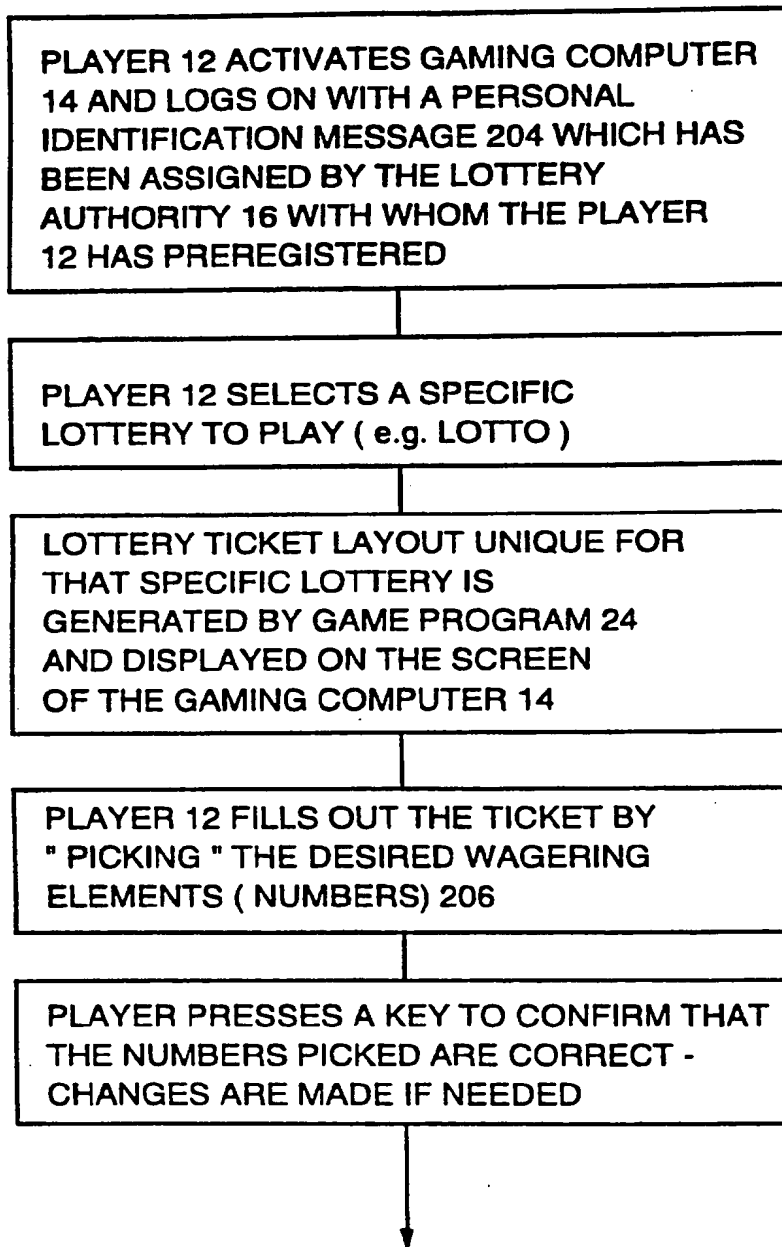 PLAYER 12 ACTIVATES GAMING COMPUTER
14 AND LOGS ON WITH A PERSONAL
IDENTIFICATION MESSAGE 204 WHICH HAS
BEEN ASSIGNED BY THE LOTTERY
AUTHORITY 16 WITH WHOM THE PLAYER
12 HAS PREREGISTERED
PLAYER 12 SELECTS A SPECIFIC
LOTTERY TO PLAY ( e.g. LOTTO )
LOTTERY TICKET LAYOUT UNIQUE FOR
THAT SPECIFIC LOTTERY IS
GENERATED BY GAME PROGRAM 24
AND DISPLAYED ON THE SCREEN
OF THE GAMING COMPUTER 14
PLAYER 12 FILLS OUT THE TICKET BY
" PICKING " THE DESIRED WAGERING
ELEMENTS ( NUMBERS) 206
PLAYER PRESSES A KEY TO CONFIRM THAT
THE NUMBERS PICKED ARE CORRECT -
CHANGES ARE MADE IF NEEDED